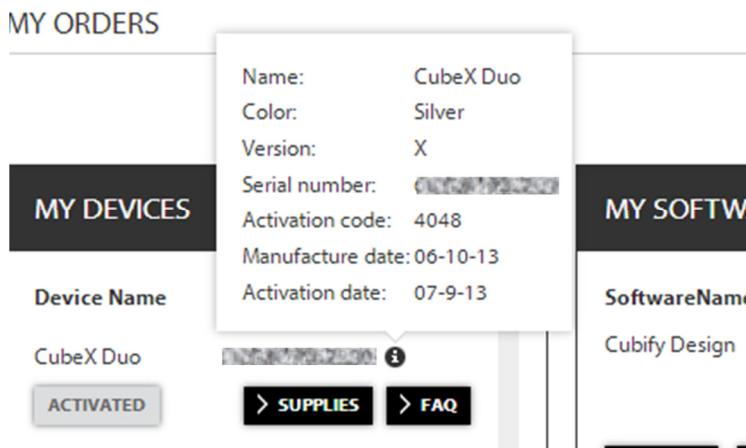 MY ORDERS
Name: CubeX Duo
Color: Silver
Version: X
Serial number:
Activation code: 4048
Manufacture date: 06-10-13
Activation date: 07-9-13
MY DEVICES
Device Name
CubeX Duo
ACTIVATED
SUPPLIES
FAQ
MY SOFTW
SoftwareName
Cubify Design